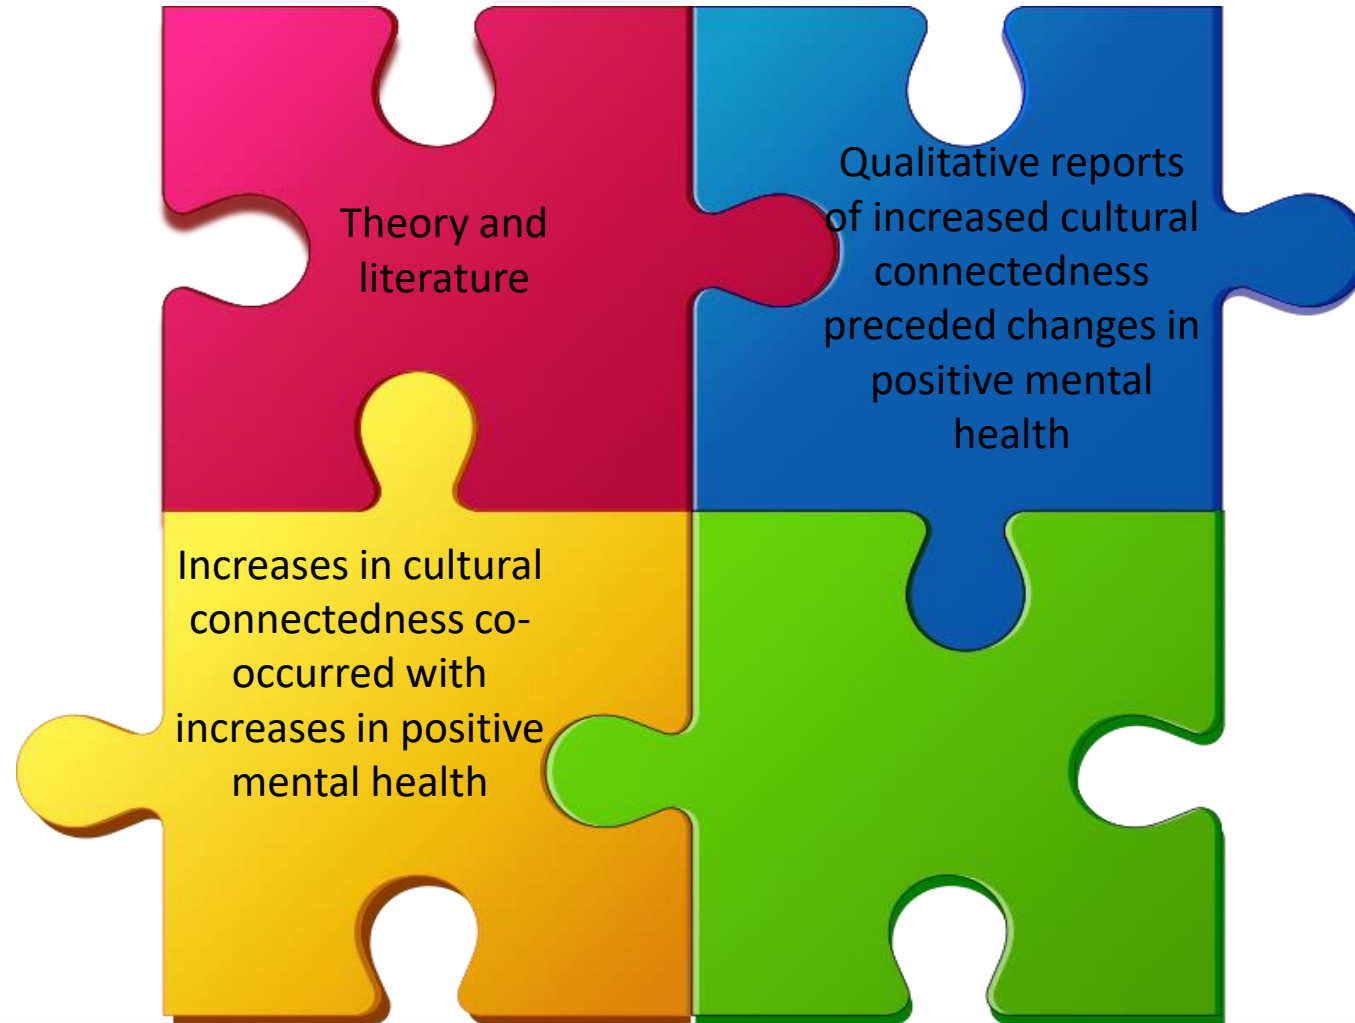 Theory and
literature
Qualitative reports
of increased cultural
connectedness
preceded changes in
positive mental
health
Increases in cultural
connectedness co-
occurred with
increases in positive
mental health